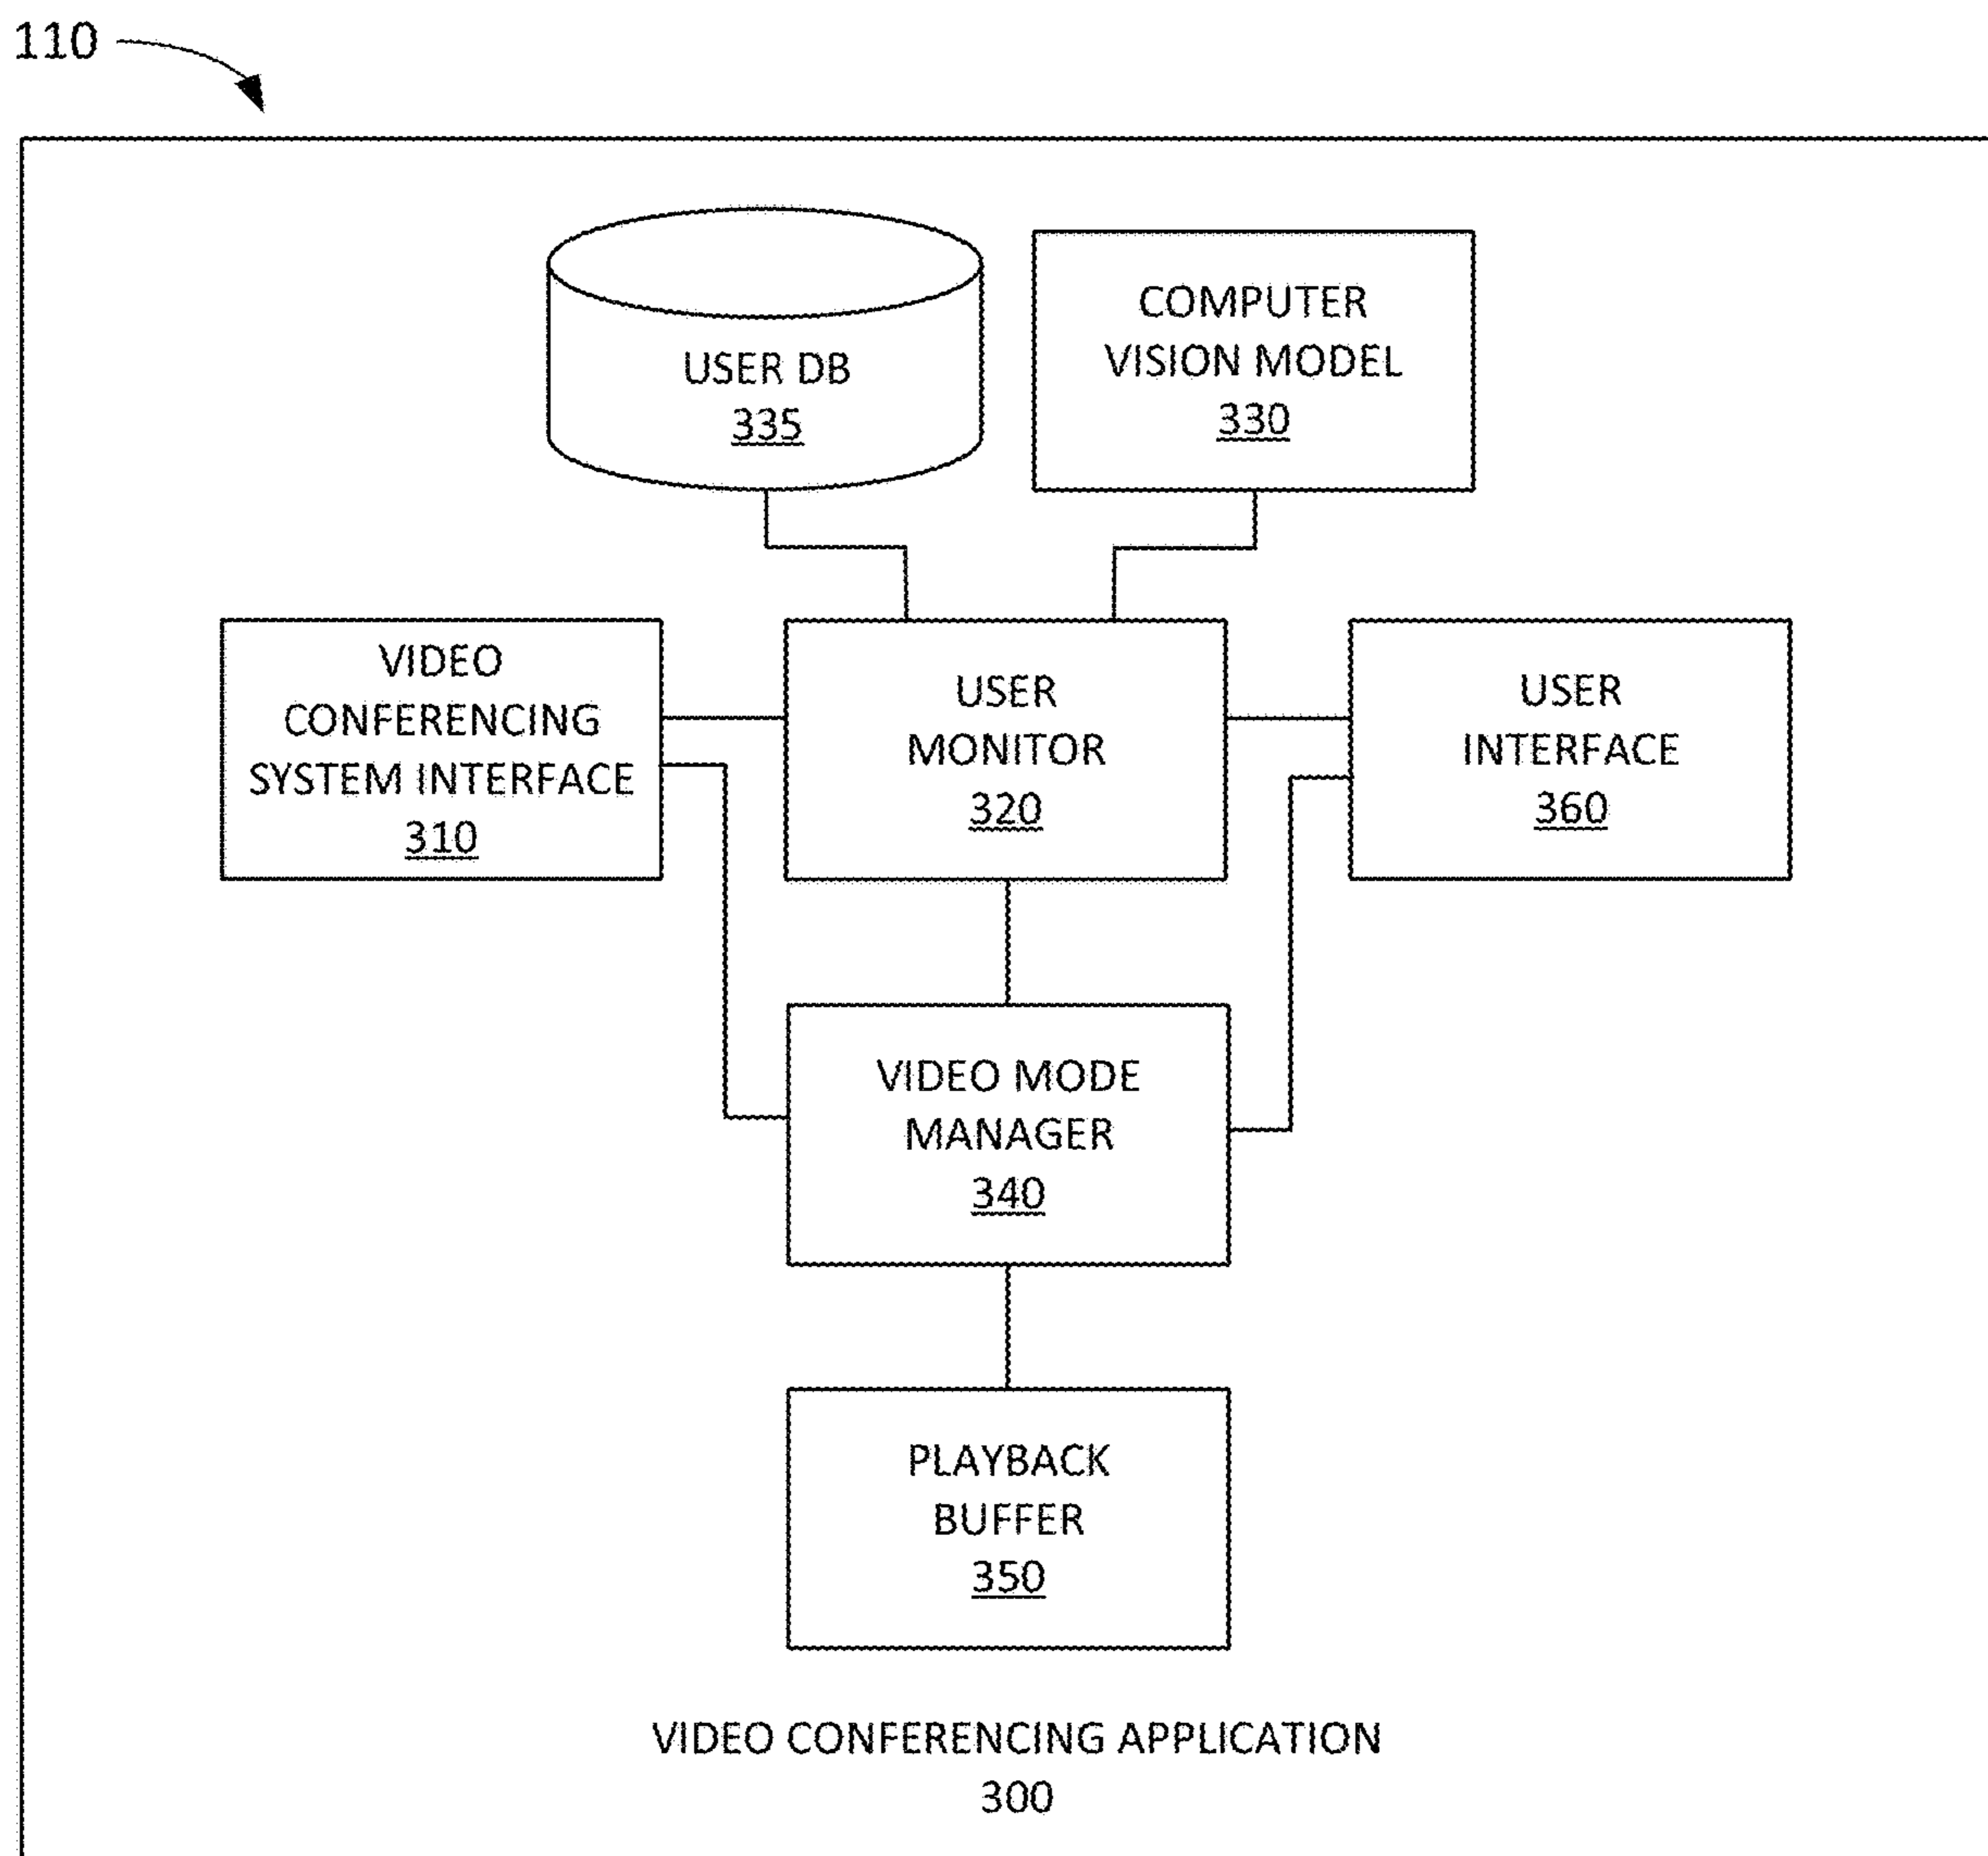 110
USER DB
335
COMPUTER
VISION MODEL
330
VIDEO
CONFERENCING
SYSTEM INTERFACE
310
USER
MONITOR
320
USER
INTERFACE
360
VIDEO MODE
MANAGER
340
PLAYBACK
BUFFER
350
VIDEO CONFERENCING APPLICATION
300